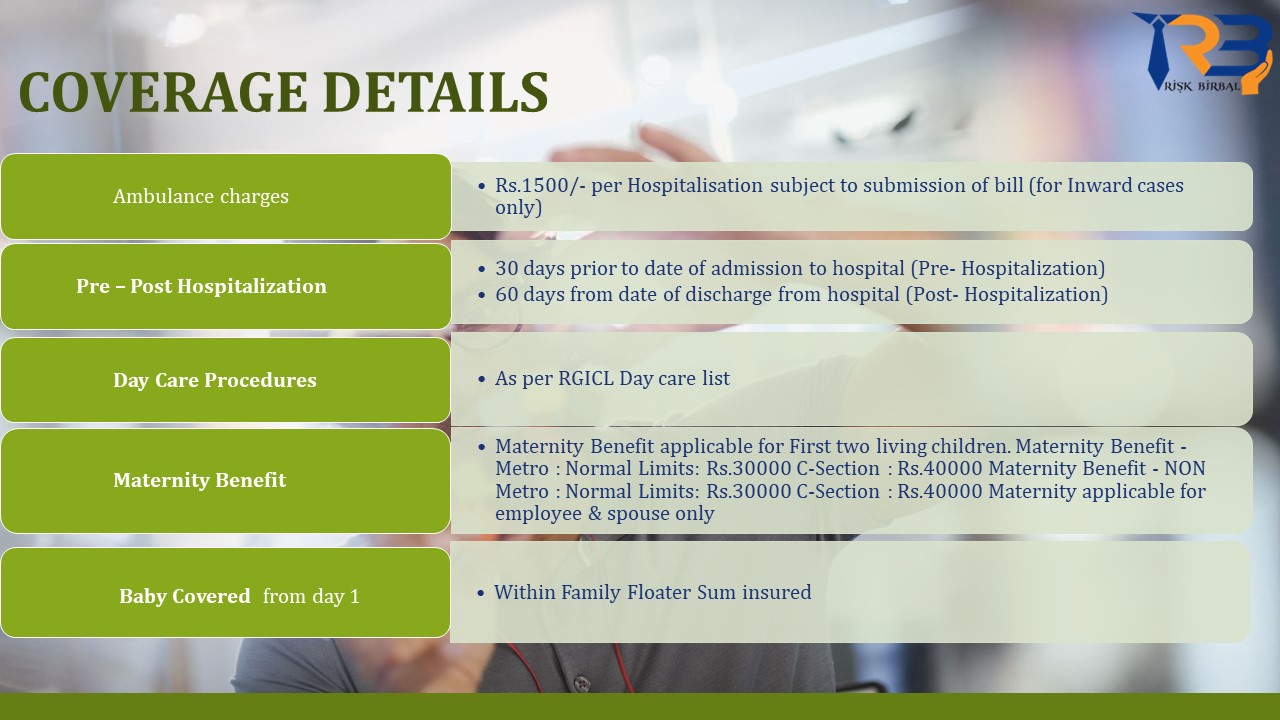 RB
RİŞK BİRBAL
COVERAGE DETAILS
Ambulance charges
• Rs.1500/- per Hospitalisation subject to submission of bill (for Inward cases
only)
Pre – Post Hospitalization
• 30 days prior to date of admission to hospital (Pre- Hospitalization)
• 60 days from date of discharge from hospital (Post- Hospitalization)
Day Care Procedures
• As per RGICL Day care list
Maternity Benefit
• Maternity Benefit applicable for First two living children. Maternity Benefit -
Metro : Normal Limits: Rs.30000 C-Section : Rs.40000 Maternity Benefit - NON
Metro : Normal Limits: Rs.30000 C-Section : Rs.40000 Maternity applicable for
employee & spouse only
Baby Covered from day 1
• Within Family Floater Sum insured